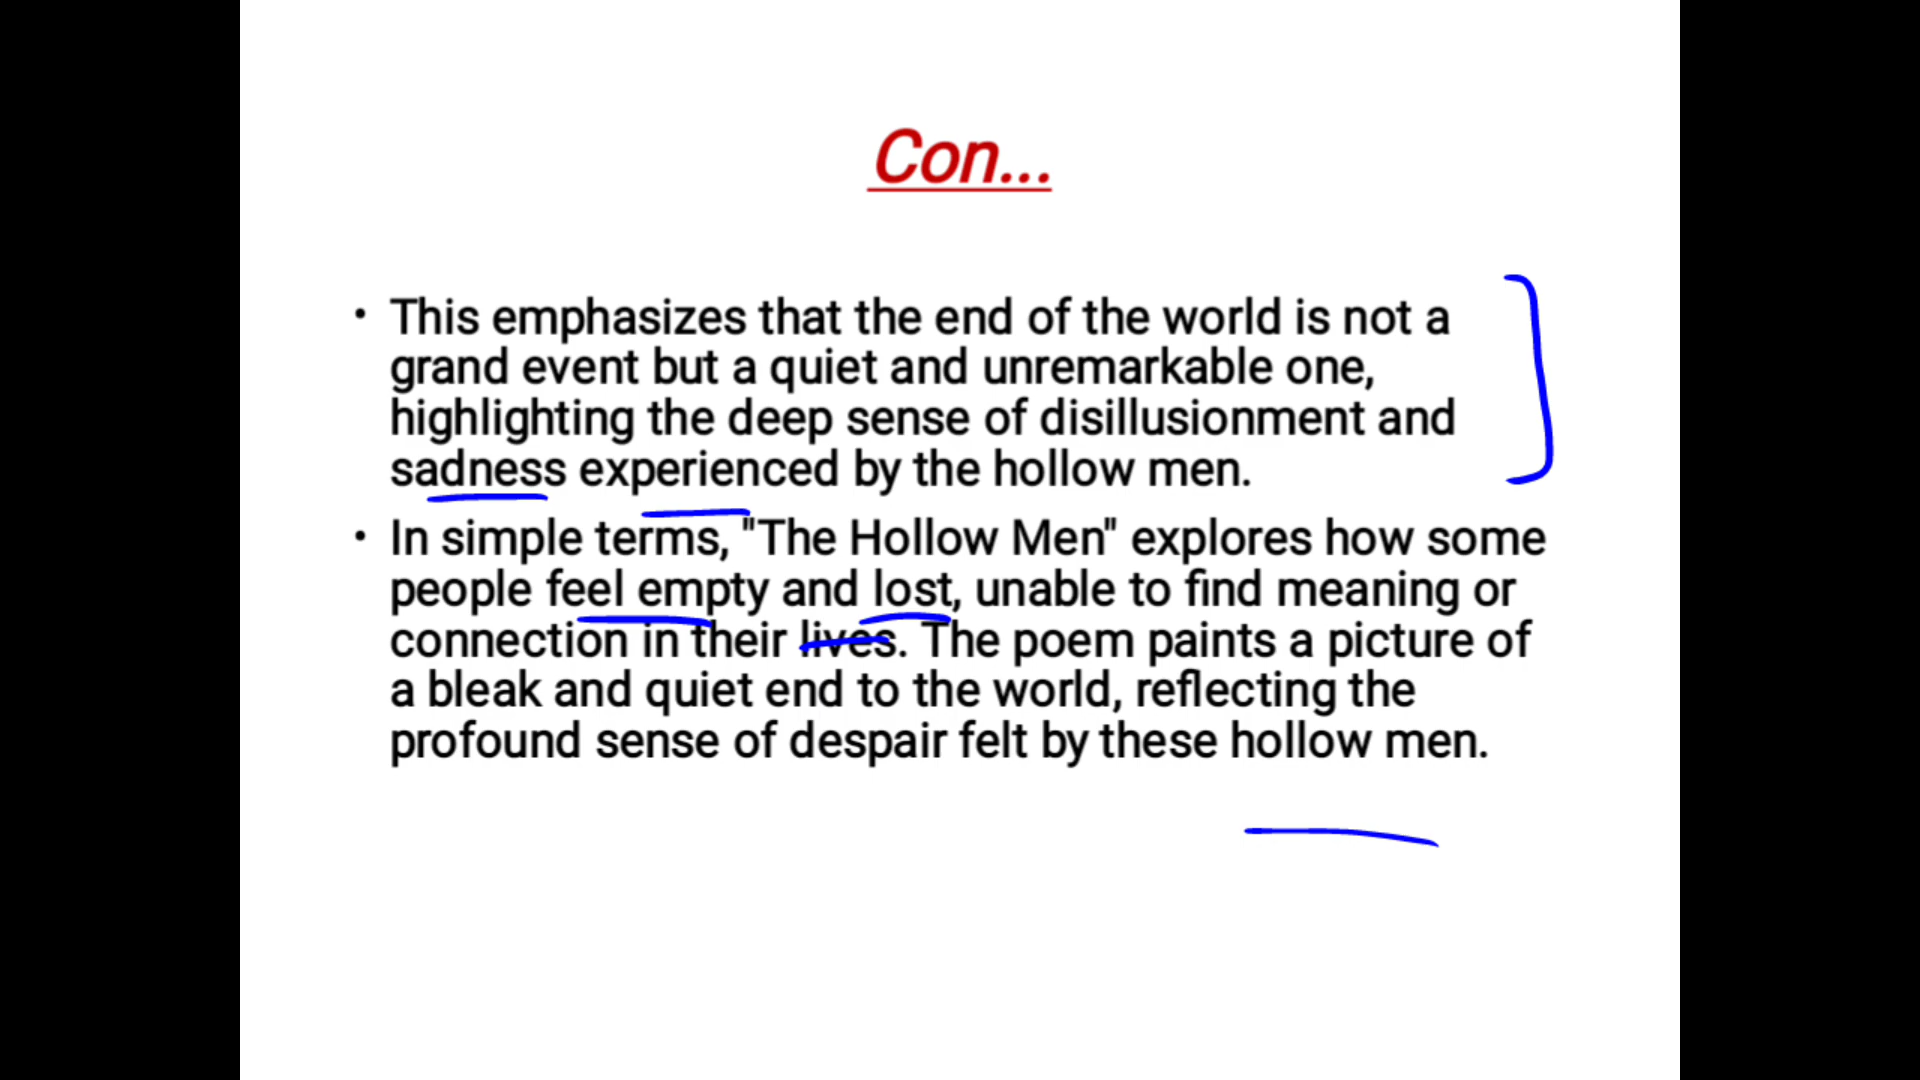 Con...
• This emphasizes that the end of the world is not a
grand event but a quiet and unremarkable one,
highlighting the deep sense of disillusionment and
sadness experienced by the hollow men.
• In simple terms, "The Hollow Men" explores how some
people feel empty and lost, unable to find meaning or
connection in their lives. The poem paints a picture of
a bleak and quiet end to the world, reflecting the
profound sense of despair felt by these hollow men.